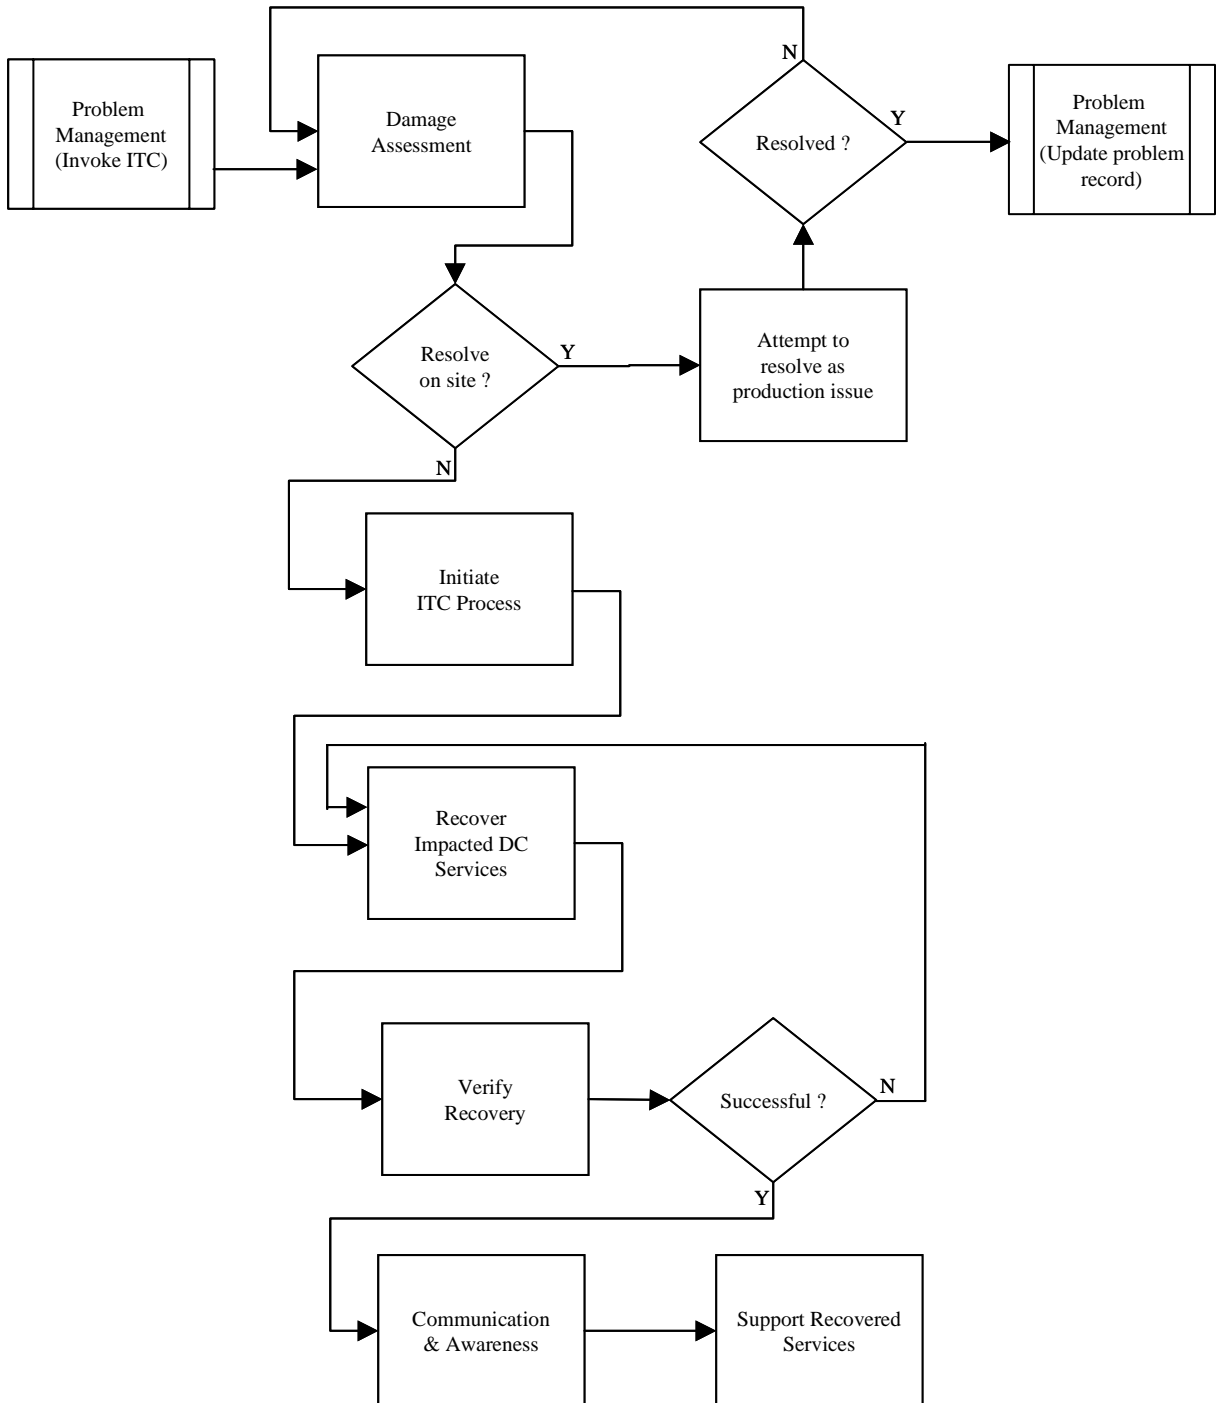 Problem
Management
(Invoke ITC)
Damage
Assessment
N
Resolved ?
Y
Problem
Management
(Update problem
record)
Resolve
on site ?
Y
N
Attempt to
resolve as
production issue
Initiate
ITC Process
Recover
Impacted DC
Services
Verify
Recovery
Successful ?
N
Y
Communication
& Awareness
Support Recovered
Services